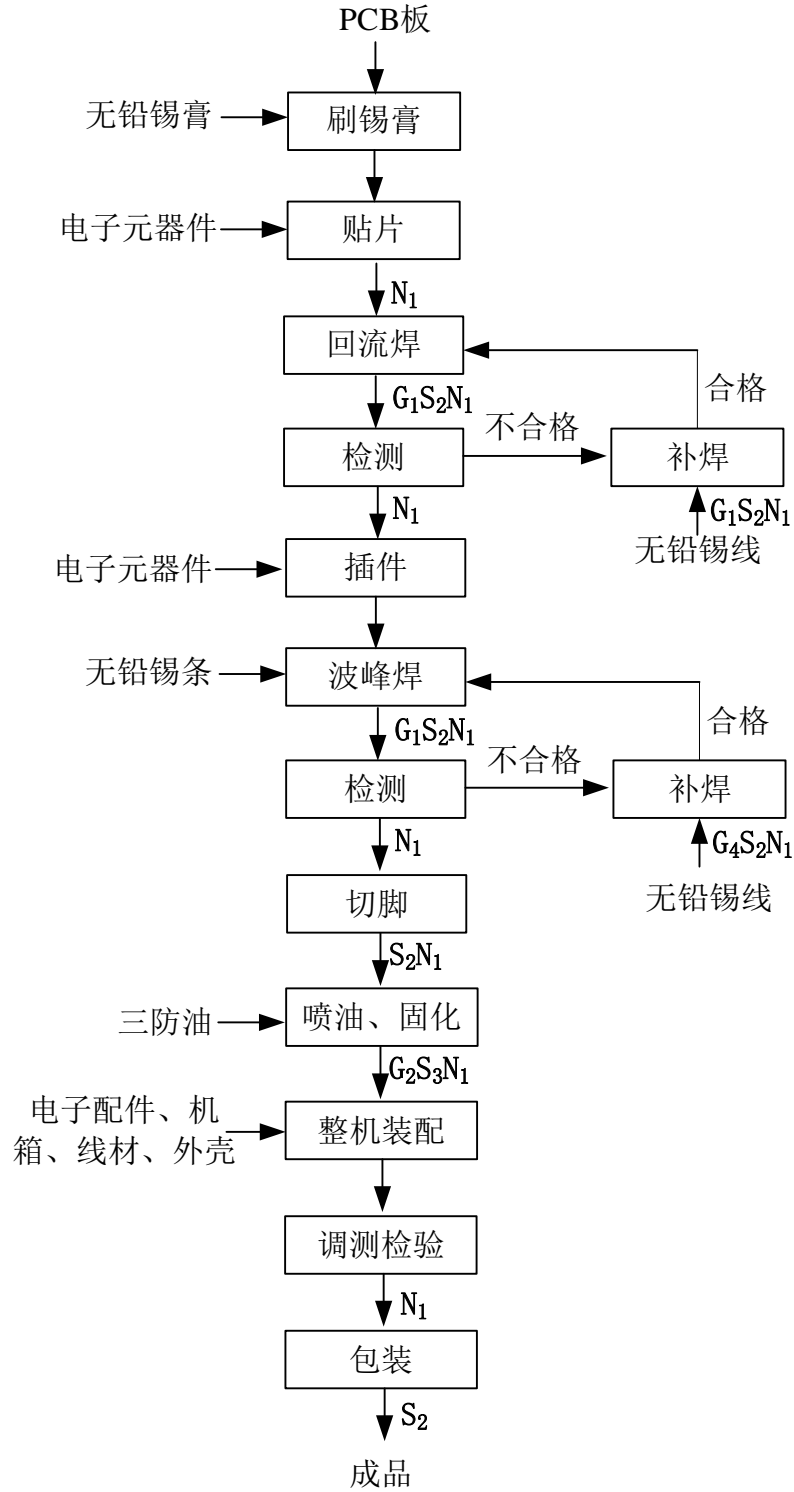 PCB板
无铅锡膏
刷锡膏
电子元器件
贴片
N₁
回流焊
合格
G₁S₂N₁
不合格
检测
补焊
N₁
G₁S₂N₁
无铅锡线
电子元器件
插件
无铅锡条
波峰焊
合格
G₁S₂N₁
不合格
检测
补焊
N₁
G₄S₂N₁
无铅锡线
切脚
S₂N₁
三防油
喷油、固化
G₂S₃N₁
电子配件、机
箱、线材、外壳
整机装配
调测检验
N₁
包装
S₂
成品